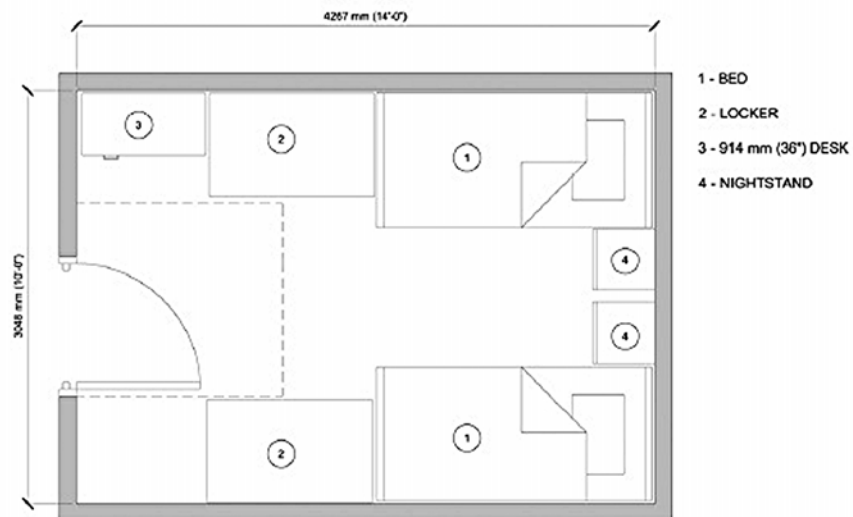 4267 mm (14'-0")
1 - BED
2 - LOCKER
3 - 914 mm (36") DESK
4 - NIGHTSTAND
3
2
1
4
4
3048 mm (10'-0")
2
1